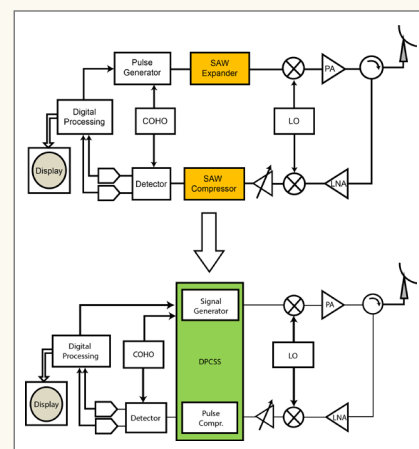 Pulse
Generator
SAW
Expander
PA
Digital
Processing
COHO
LO
Display
Detector
SAW
Compressor
LNA
Signal
Generator
PA
Digital
Processing
COHO
DPCSS
LO
Display
Detector
Pulse
Compr.
LNA